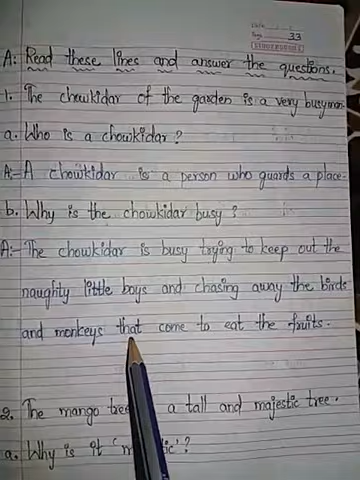 Date
Page 33
A: Read these lines and answer the questions.
1. The chowkidar of the garden is a very busy man.
a. Who is a chowkidar?
A:- A chowkidar is a person who guards a place.
b. Why is the chowkidar busy?
A:- The chowkidar is busy trying to keep out the
naughty little boys and chasing away the birds
and monkeys that come to eat the fruits.
2. The mango tree a tall and majestic tree.
a. Why is it